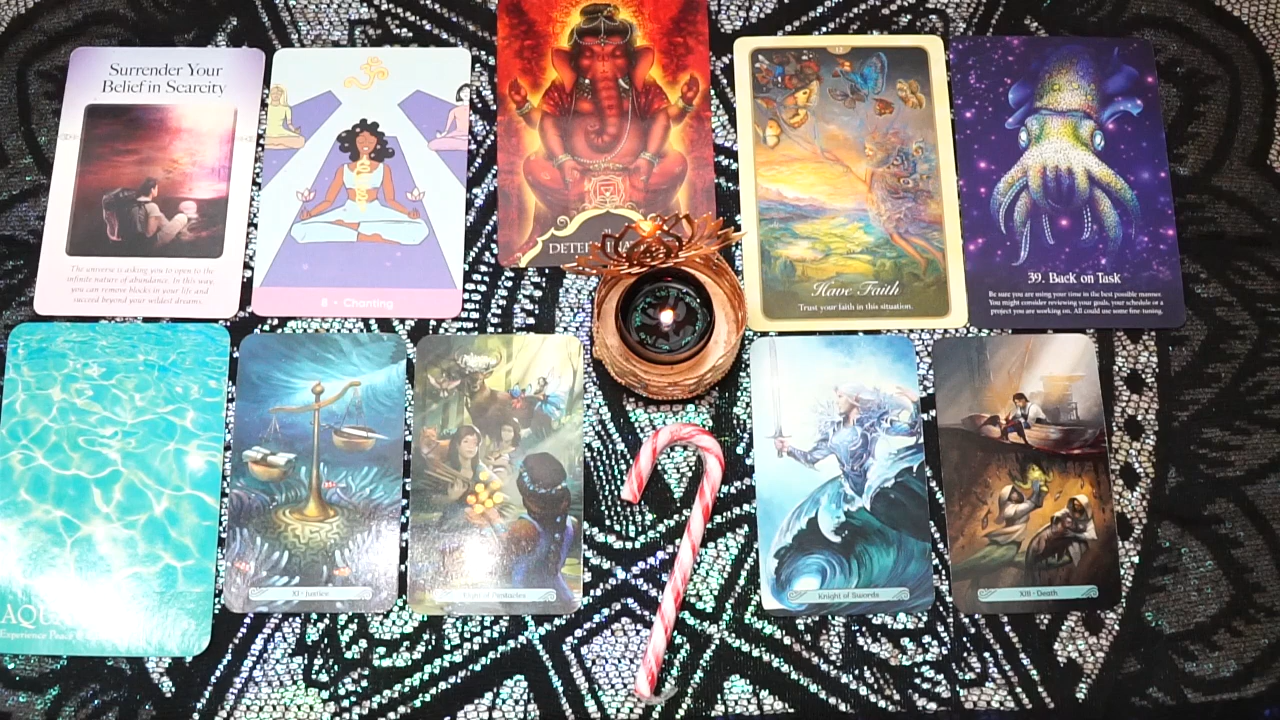 Surrender Your
Belief in Scarcity
The universe is asking you to open to the
infinite nature of abundance. In this way,
you can remove blocks in your life and
succeed beyond your wildest dreams.
8 • Chanting
12
Have Faith
Trust your faith in this situation.
39. Back on Task
Be sure you are using your time in the best possible manner.
You might consider reviewing your goals, your schedule or a
project you are working on. All could use some fine-tuning.
Experience Peace
XI - Justice
of Pentacles
Knight of Swords
XIII - Death